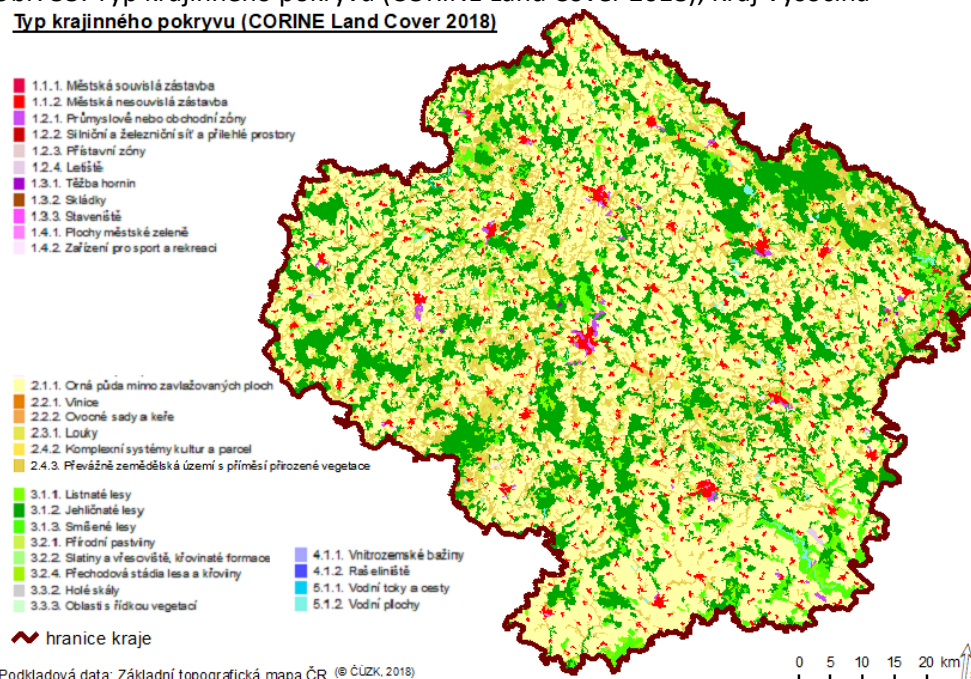 Typ krajinného pokryvu (CORINE Land Cover 2018)
1.1.1. Městská souvislá zástavba
1.1.2. Městská nesouvislá zástavba
1.2.1. Průmyslové nebo obchodní zóny
1.2.2. Silniční a železniční síť a přilehlé prostory
1.2.3. Přístavní zóny
1.2.4. Letiště
1.3.1. Těžba hornin
1.3.2. Skládky
1.3.3. Staveniště
1.4.1. Plochy městské zeleně
1.4.2. Zařízení pro sport a rekreaci
2.1.1. Orná půda mimo zavlažovaných ploch
2.2.1. Vinice
2.2.2. Ovocné sady a keře
2.3.1. Louky
2.4.2. Komplexní systémy kultur a parcel
2.4.3. Převážně zemědělská území s příměsí přirozené vegetace
3.1.1. Listnaté lesy
3.1.2. Jehličnaté lesy
3.1.3. Smíšené lesy
3.2.1. Přírodní pastviny
3.2.2. Slatiny a vřesoviště, křovinaté formace
3.2.4. Přechodová stádia lesa a křoviny
3.3.2. Holé skály
3.3.3. Oblasti s řídkou vegetací
4.1.1. Vnitrozemské bažiny
4.1.2. Rašeliniště
5.1.1. Vodní toky a cesty
5.1.2. Vodní plochy
hranice kraje
0 5 10 15 20 km
Podkladová data: Základní topografická mapa ČR (© ČÚZK, 2018)